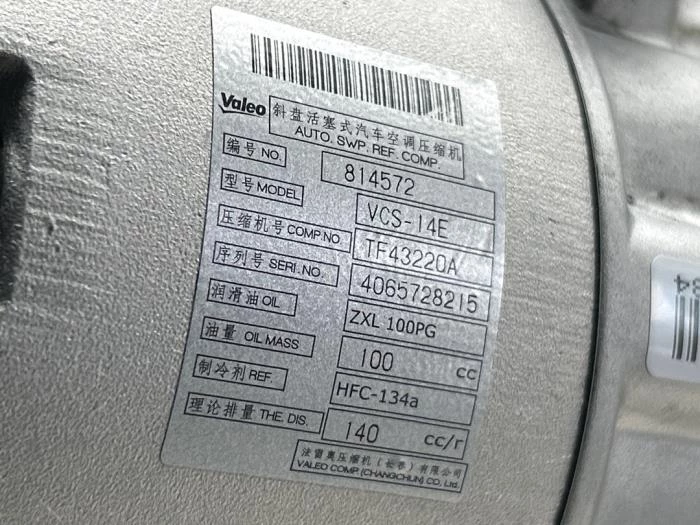 Valeo 斜盘活塞式汽车空调压缩机
AUTO. SWP. REF. COMP.
编号 NO. 814572
型号 MODEL VCS-14E
压缩机号 COMP.NO. TF43220A
序列号 SERI.NO. 4065728215
润滑油 OIL ZXL 100PG
油量 OIL MASS 100 cc
制冷剂 REF. HFC-134a
理论排量 THE. DIS. 140 cc/r
法雷奥压缩机(长春)有限公司
VALEO COMP.(CHANGCHUN) CO., Ltd.
84